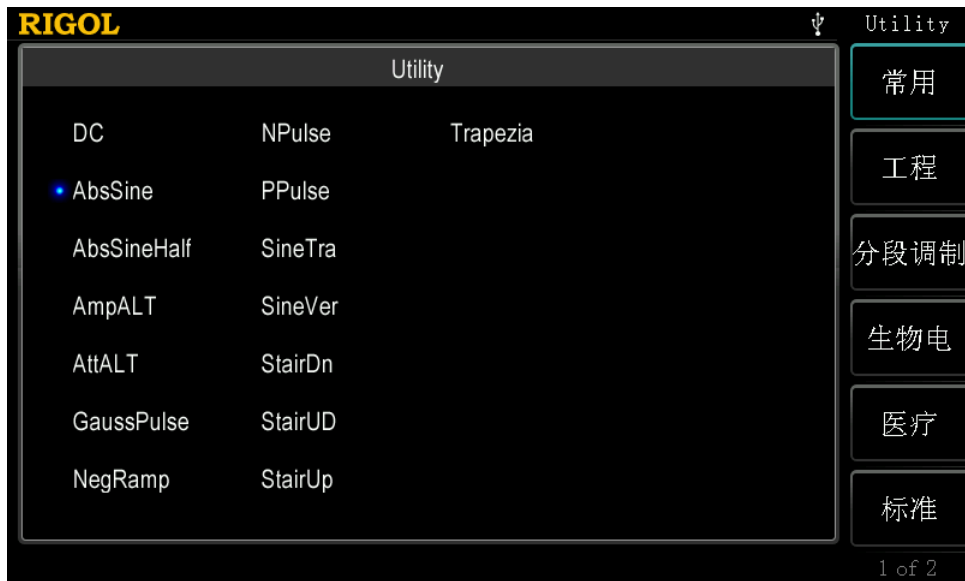 RIGOL
Utility
Utility
DC NPulse Trapezia
AbsSine PPulse
AbsSineHalf SineTra
AmpALT SineVer
AttALT StairDn
GaussPulse StairUD
NegRamp StairUp
常用
工程
分段调制
生物电
医疗
标准
1 of 2